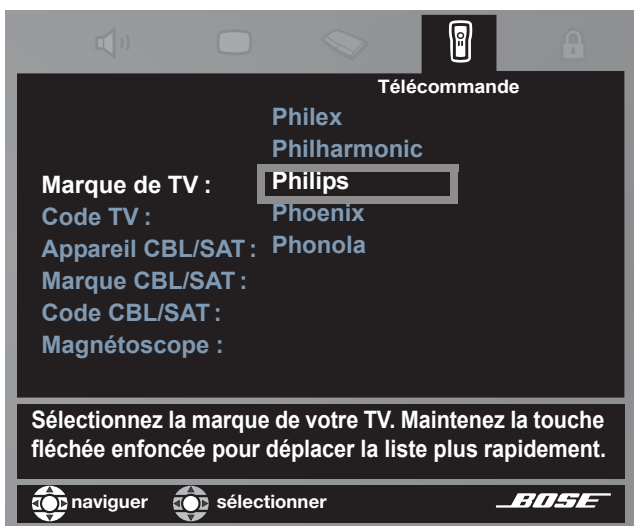 Télécommande
Philex
Philharmonic
Marque de TV : Philips
Code TV : Phoenix
Appareil CBL/SAT : Phonola
Marque CBL/SAT :
Code CBL/SAT :
Magnétoscope :
Sélectionnez la marque de votre TV. Maintenez la touche
fléchée enfoncée pour déplacer la liste plus rapidement.
naviguer sélectionner BOSE